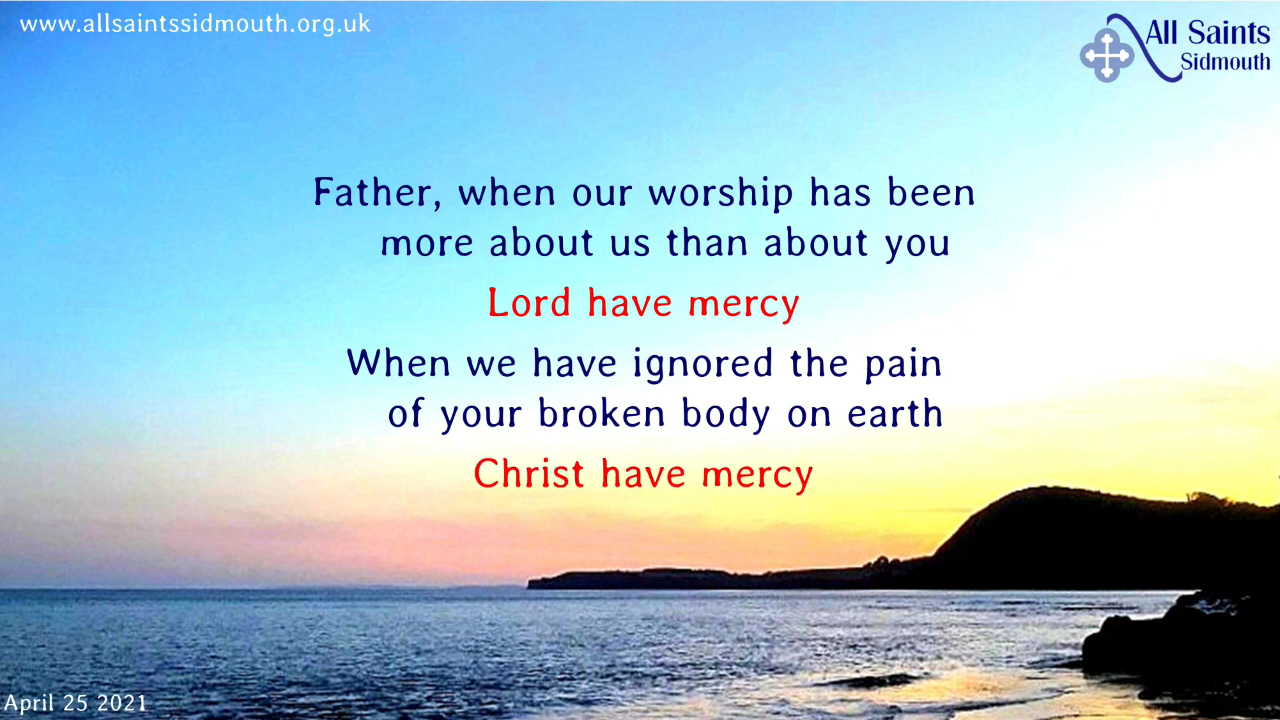 www.allsaintssidmouth.org.uk
All Saints
Sidmouth
Father, when our worship has been
more about us than about you
Lord have mercy
When we have ignored the pain
of your broken body on earth
Christ have mercy
April 25 2021